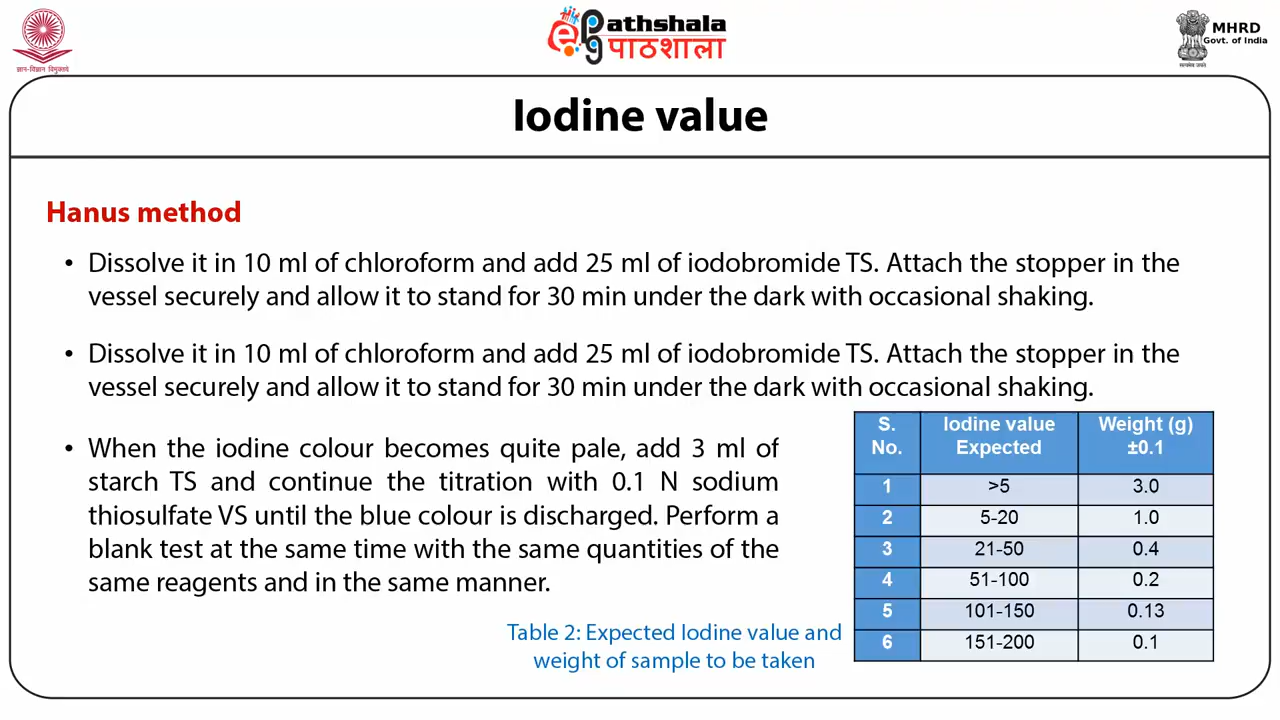 ज्ञान-विज्ञान विमुक्तये
ePathshala
पाठशाला
MHRD
Govt. of India
सत्यमेव जयते
Iodine value
Hanus method
• Dissolve it in 10 ml of chloroform and add 25 ml of iodobromide TS. Attach the stopper in the
vessel securely and allow it to stand for 30 min under the dark with occasional shaking.
• Dissolve it in 10 ml of chloroform and add 25 ml of iodobromide TS. Attach the stopper in the
vessel securely and allow it to stand for 30 min under the dark with occasional shaking.
• When the iodine colour becomes quite pale, add 3 ml of
starch TS and continue the titration with 0.1 N sodium
thiosulfate VS until the blue colour is discharged. Perform a
blank test at the same time with the same quantities of the
same reagents and in the same manner.
S. No. Iodine value Expected Weight (g) ±0.1
1 >5 3.0
2 5-20 1.0
3 21-50 0.4
4 51-100 0.2
5 101-150 0.13
6 151-200 0.1
Table 2: Expected Iodine value and
weight of sample to be taken